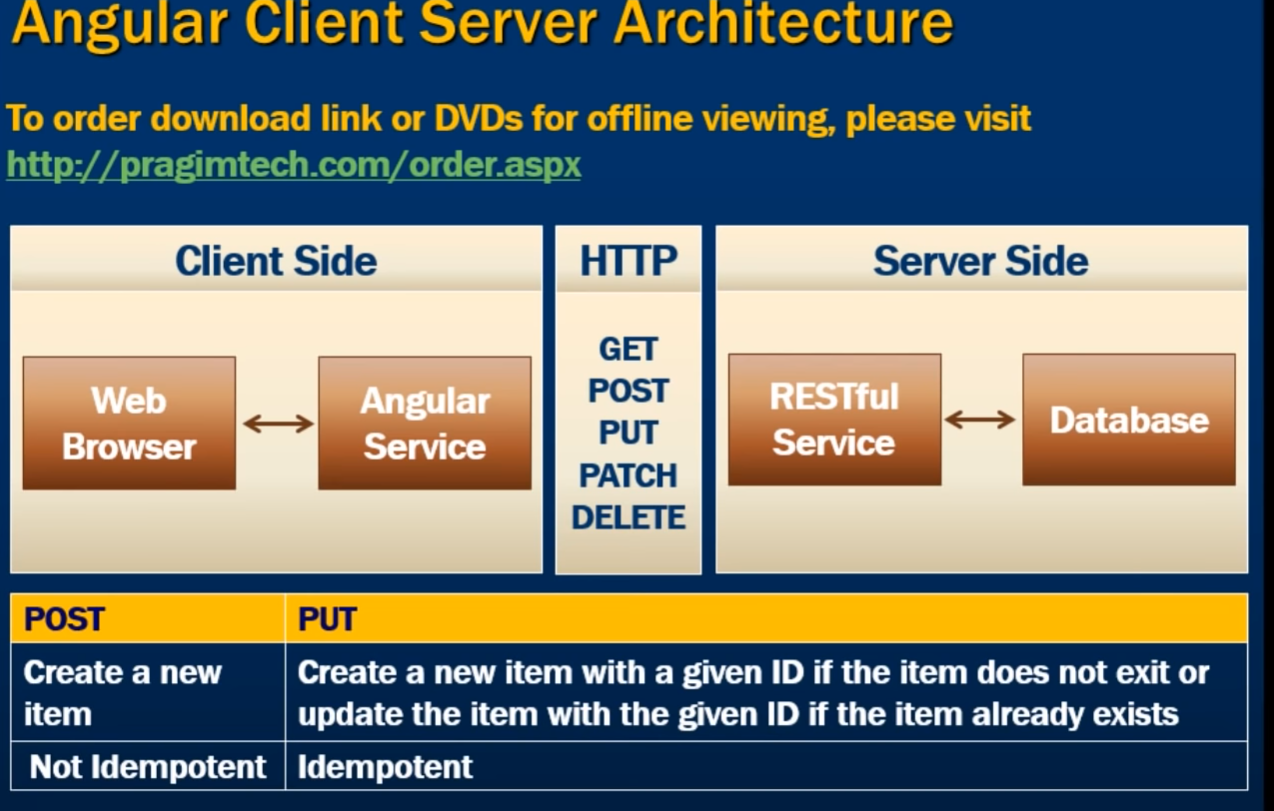 Angular Client Server Architecture
To order download link or DVDs for offline viewing, please visit
http://pragimtech.com/order.aspx
Client Side
Web
Browser
Angular
Service
HTTP
GET
POST
PUT
PATCH
DELETE
Server Side
RESTful
Service
Database
POST
PUT
Create a new
item
Create a new item with a given ID if the item does not exit or
update the item with the given ID if the item already exists
Not Idempotent
Idempotent